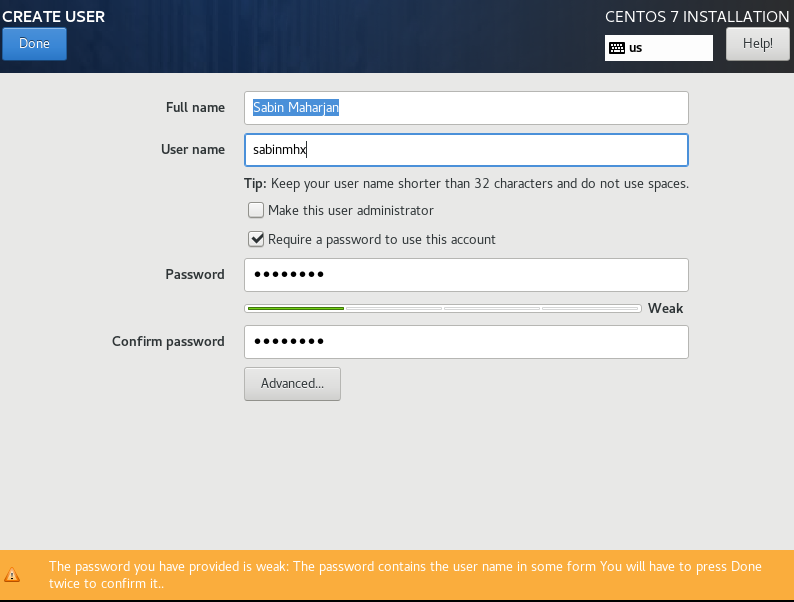 CREATE USER
CENTOS 7 INSTALLATION
Done
us
Help!
Full name
Sabin Maharjan
User name
sabinmhx
Tip: Keep your user name shorter than 32 characters and do not use spaces.
Make this user administrator
Require a password to use this account
Password
●●●●●●●●
Weak
Confirm password
●●●●●●●●
Advanced...
The password you have provided is weak: The password contains the user name in some form You will have to press Done
twice to confirm it..